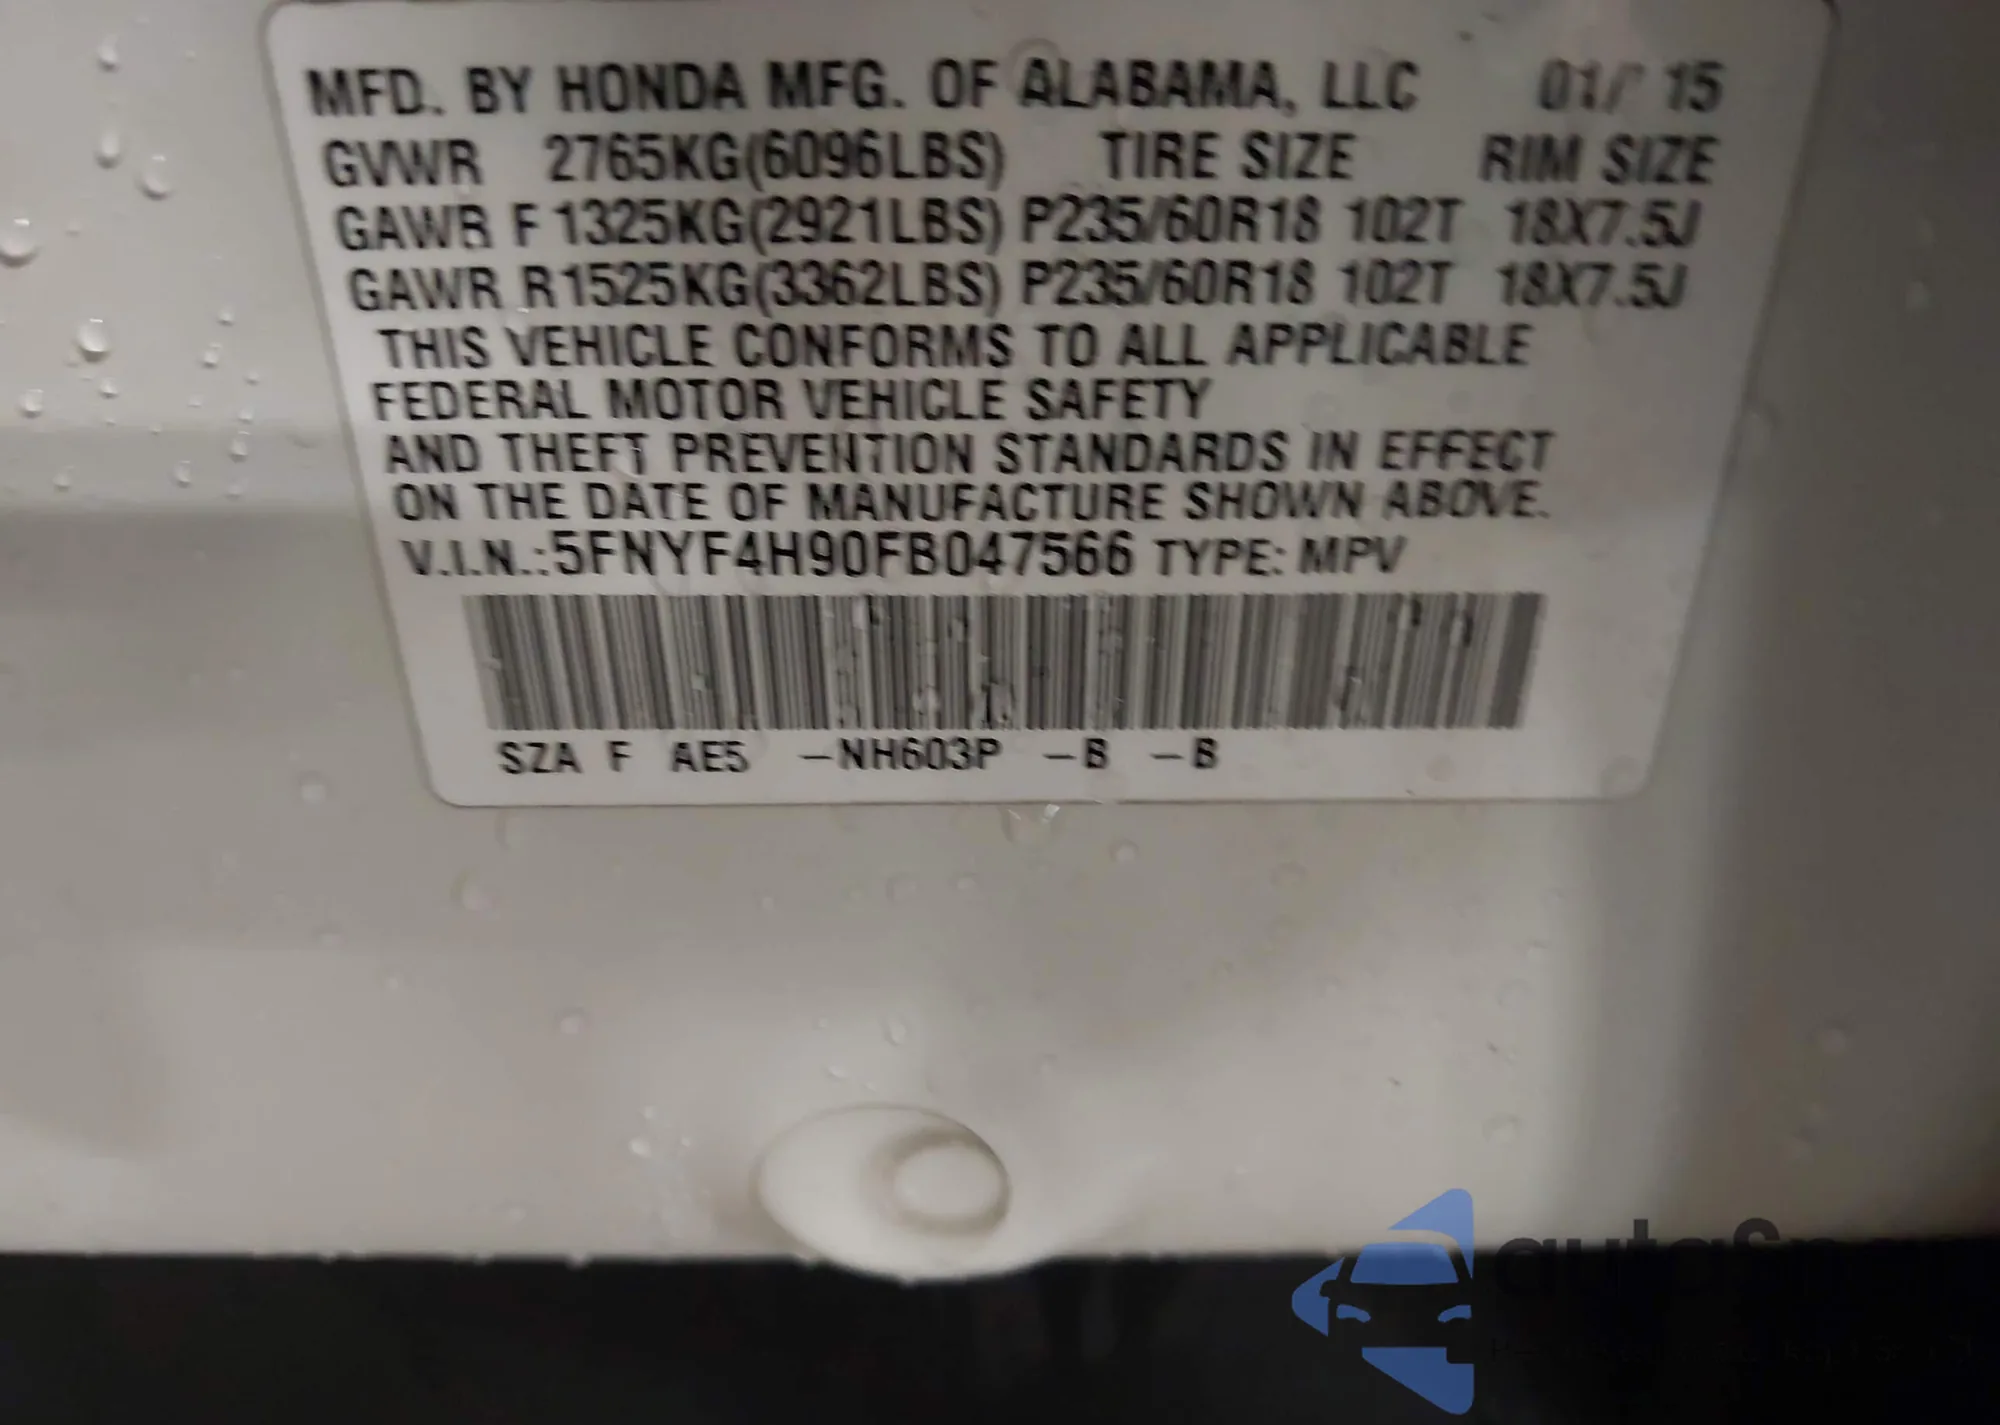 MFD. BY HONDA MFG. OF ALABAMA, LLC 01/ 15
GVWR 2765KG(6096LBS) TIRE SIZE RIM SIZE
GAWR F 1325KG(2921LBS) P235/60R18 102T 18X7.5J
GAWR R1525KG(3362LBS) P235/60R18 102T 18X7.5J
THIS VEHICLE CONFORMS TO ALL APPLICABLE
FEDERAL MOTOR VEHICLE SAFETY
AND THEFT PREVENTION STANDARDS IN EFFECT
ON THE DATE OF MANUFACTURE SHOWN ABOVE.
V.I.N.:5FNYF4H90FB047566 TYPE: MPV
SZA F AE5 -NH603P -B -B